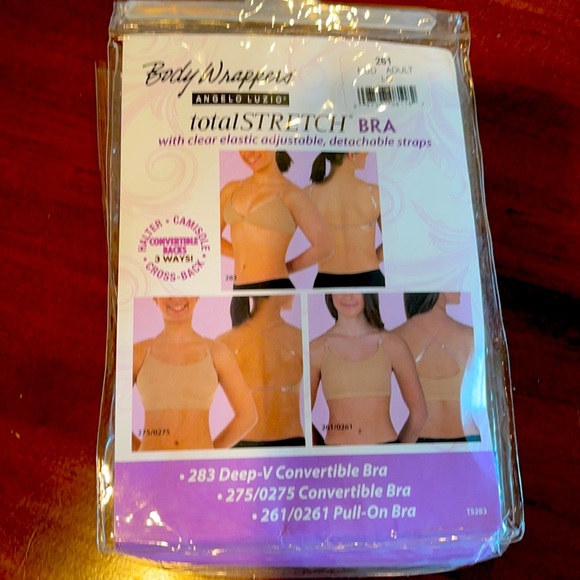 Body Wrappers
ANGELO LUZIO®
261
ADULT
totalSTRETCH™ BRA
with clear elastic adjustable, detachable straps
HALTER • CAMISOLE • CROSS-BACK •
CONVERTIBLE
BACKS
3 WAYS!
283
275/0275
261/0261
• 283 Deep-V Convertible Bra
• 275/0275 Convertible Bra
• 261/0261 Pull-On Bra
TS283